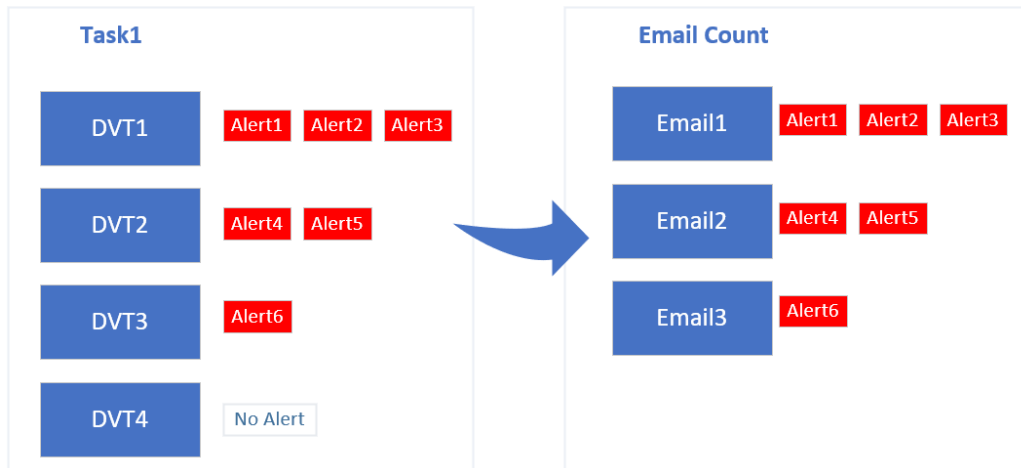 Task1
DVT1
Alert1 Alert2 Alert3
DVT2
Alert4 Alert5
DVT3
Alert6
DVT4
No Alert
Email Count
Email1
Alert1 Alert2 Alert3
Email2
Alert4 Alert5
Email3
Alert6